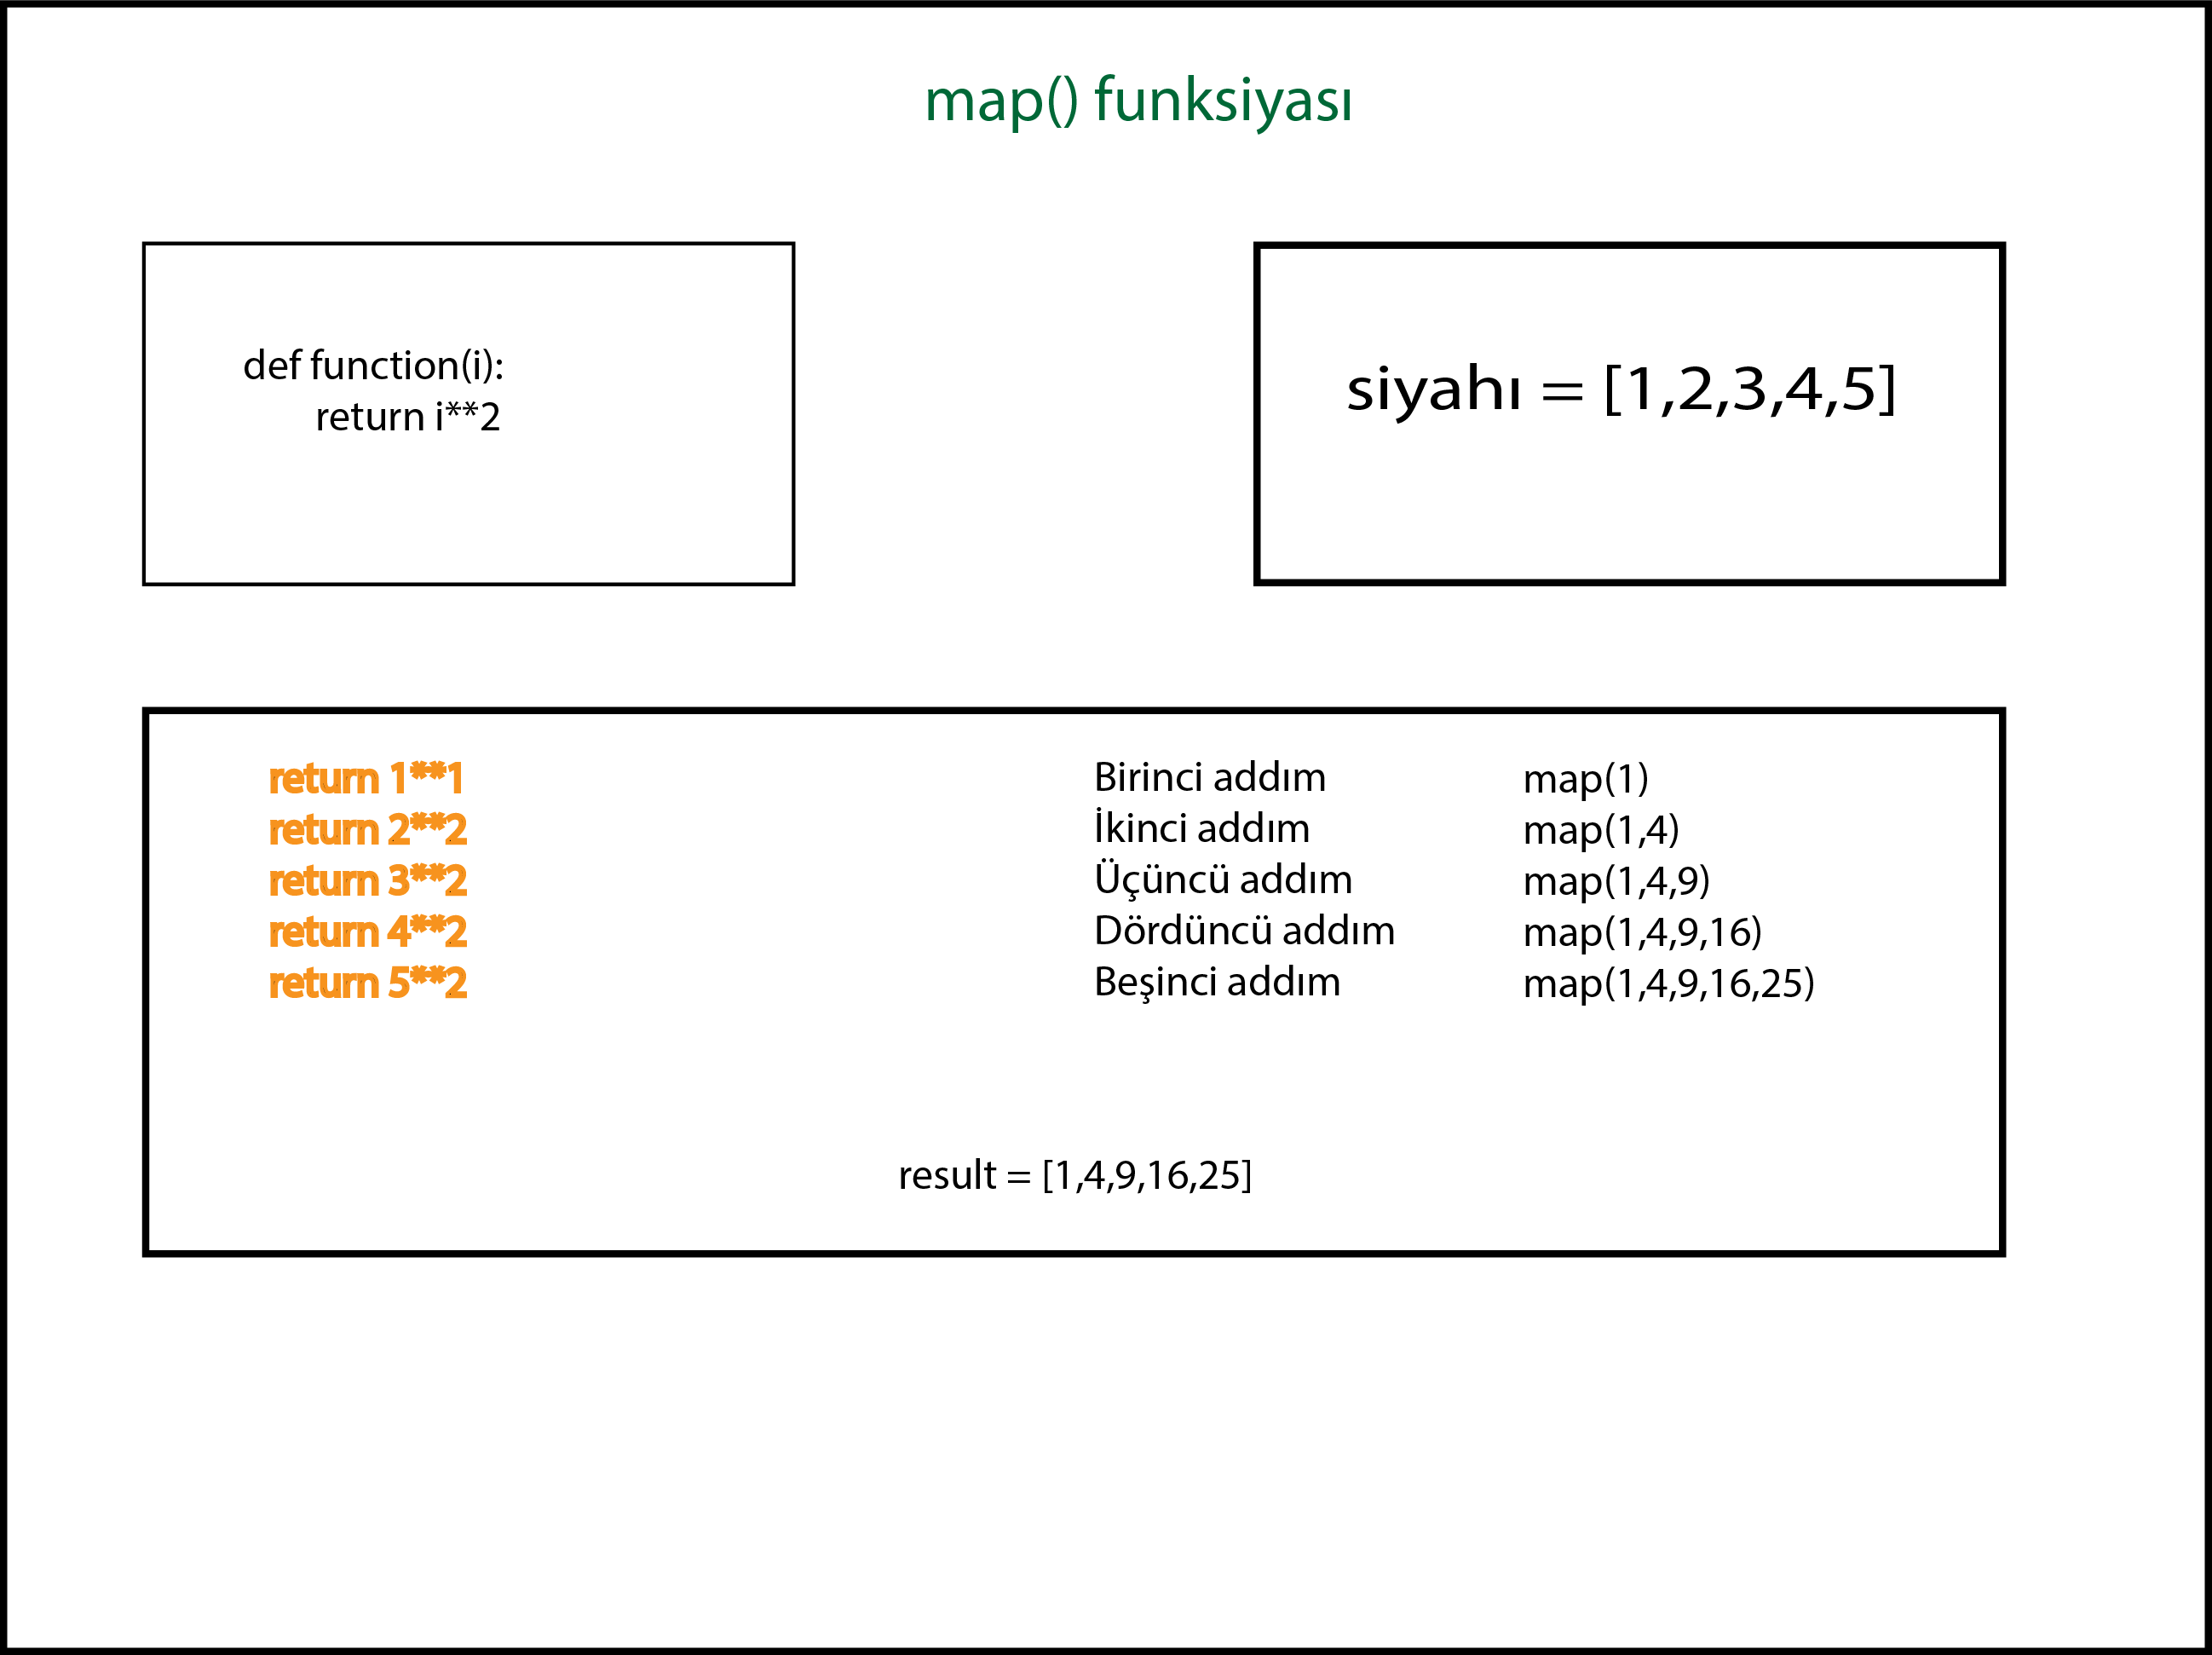 map() funksiyası
def function(i):
return i**2
siyahı = [1,2,3,4,5]
return 1**1 Birinci addım map(1)
return 2**2 İkinci addım map(1,4)
return 3**2 Üçüncü addım map(1,4,9)
return 4**2 Dördüncü addım map(1,4,9,16)
return 5**2 Beşinci addım map(1,4,9,16,25)
result = [1,4,9,16,25]